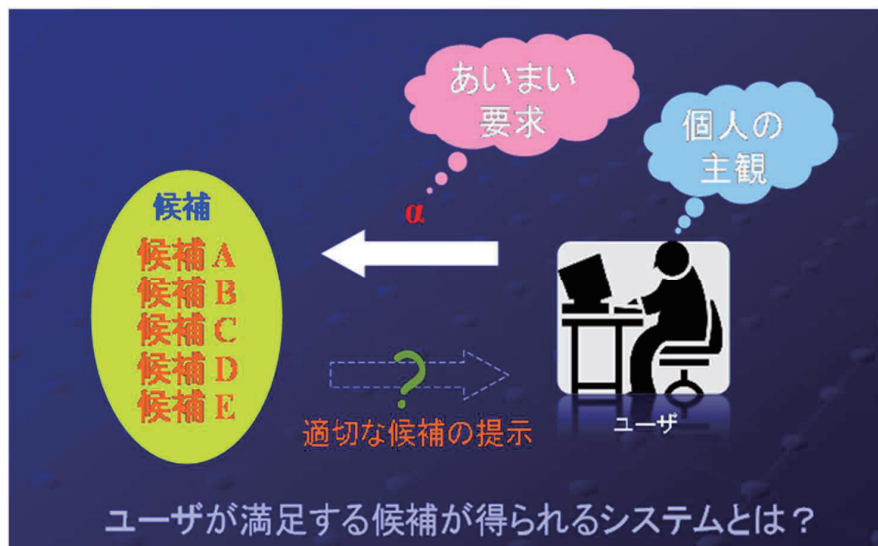 あいまい
要求
個人の
主観
α
候補
候補 A
候補 B
候補 C
候補 D
候補 E
?
適切な候補の提示
ユーザ
ユーザが満足する候補が得られるシステムとは？